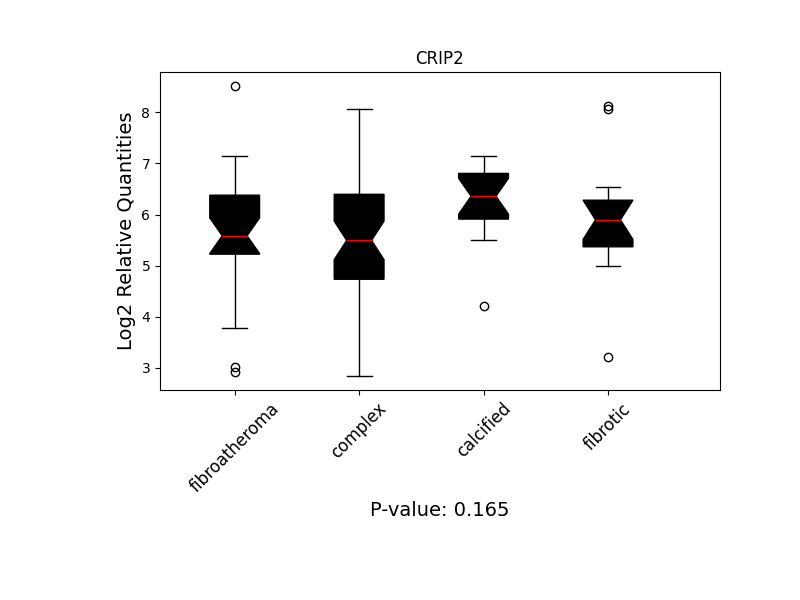 CRIP2
Log2 Relative Quantities
8
7
6
5
4
3
fibroatheroma
complex
calcified
fibrotic
P-value: 0.165